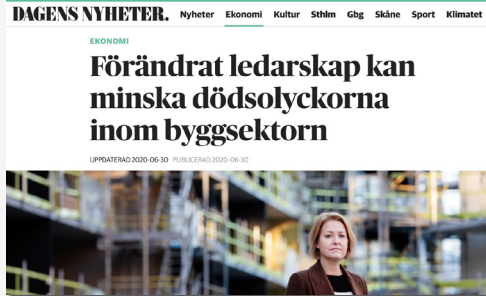 DAGENS NYHETER. Nyheter Ekonomi Kultur Sthlm Gbg Skåne Sport Klimatet
EKONOMI
Förändrat ledarskap kan
minska dödsolyckorna
inom byggsektorn
UPPDATERAD 2020-06-30 PUBLICERAD 2020-06-30